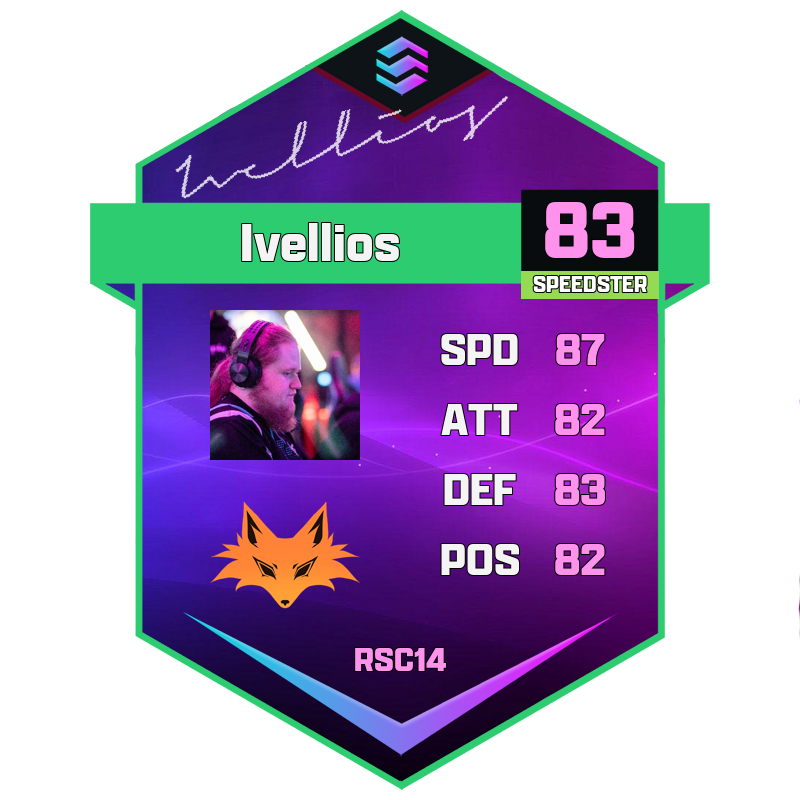 Ivellios
Ivellios
83
SPEEDSTER
SPD 87
ATT 82
DEF 83
POS 82
RSC14